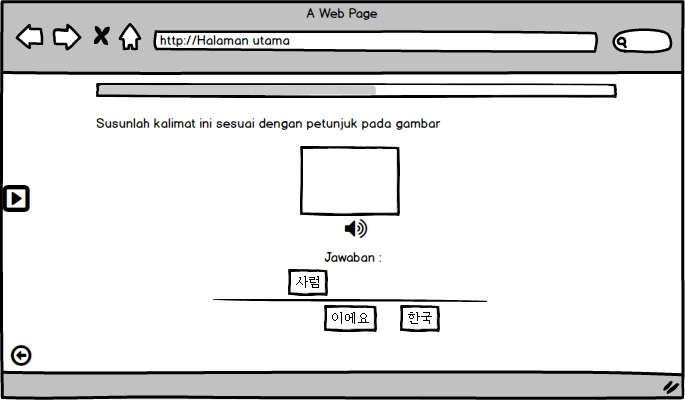 A Web Page
http://Halaman utama
Susunlah kalimat ini sesuai dengan petunjuk pada gambar
Jawaban :
사럼
이에요 한국